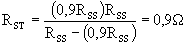 R_ST = (0,9R_SS)R_SS / R_SS − (0,9R_SS) = 0,9Ω